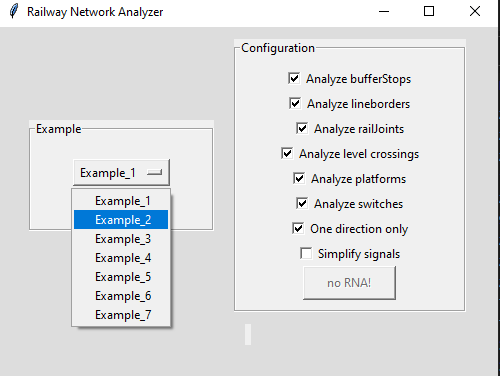 Railway Network Analyzer
Example
Example_1
Example_1
Example_2
Example_3
Example_4
Example_5
Example_6
Example_7
Configuration
Analyze bufferStops
Analyze lineborders
Analyze railJoints
Analyze level crossings
Analyze platforms
Analyze switches
One direction only
Simplify signals
no RNA!